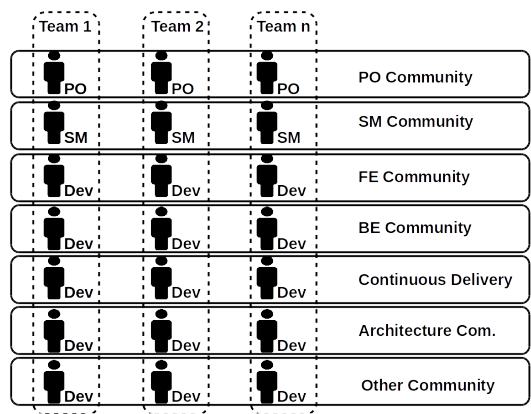 Team 1 Team 2 Team n
PO PO PO PO Community
SM SM SM SM Community
Dev Dev Dev FE Community
Dev Dev Dev BE Community
Dev Dev Dev Continuous Delivery
Dev Dev Dev Architecture Com.
Dev Dev Dev Other Community